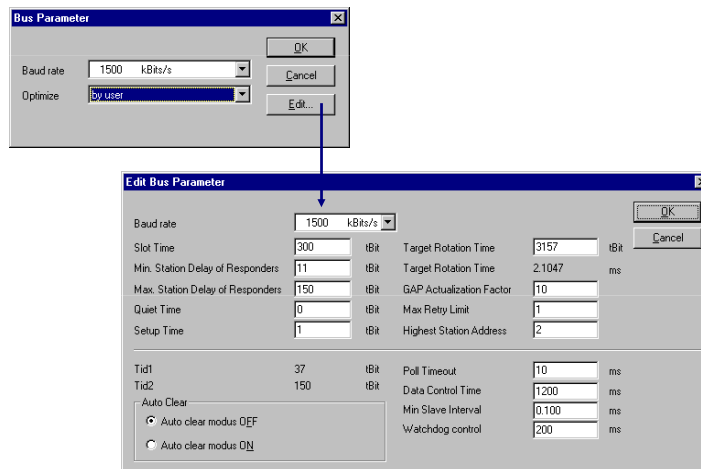 Bus Parameter
OK
Baud rate 1500 kBits/s
Cancel
Optimize by user
Edit...
Edit Bus Parameter
Baud rate 1500 kBits/s
OK
Cancel
Slot Time 300 tBit Target Rotation Time 3157 tBit
Min. Station Delay of Responders 11 tBit Target Rotation Time 2.1047 ms
Max. Station Delay of Responders 150 tBit GAP Actualization Factor 10
Quiet Time 0 tBit Max Retry Limit 1
Setup Time 1 tBit Highest Station Address 2
Tid1 37 tBit Poll Timeout 10 ms
Tid2 150 tBit Data Control Time 1200 ms
Auto Clear
Min Slave Interval 0.100 ms
Auto clear modus OFF
Watchdog control 200 ms
Auto clear modus ON